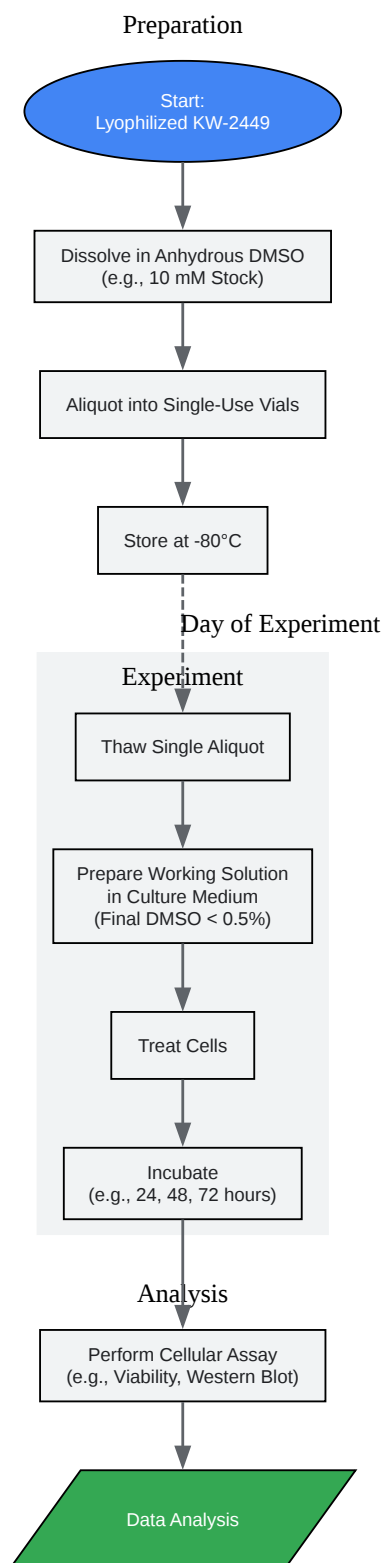 Preparation
Start:
Lyophilized KW-2449
Dissolve in Anhydrous DMSO
(e.g., 10 mM Stock)
Aliquot into Single-Use Vials
Store at -80°C
Day of Experiment
Experiment
Thaw Single Aliquot
Prepare Working Solution
in Culture Medium
(Final DMSO < 0.5%)
Treat Cells
Incubate
(e.g., 24, 48, 72 hours)
Analysis
Perform Cellular Assay
(e.g., Viability, Western Blot)
Data Analysis